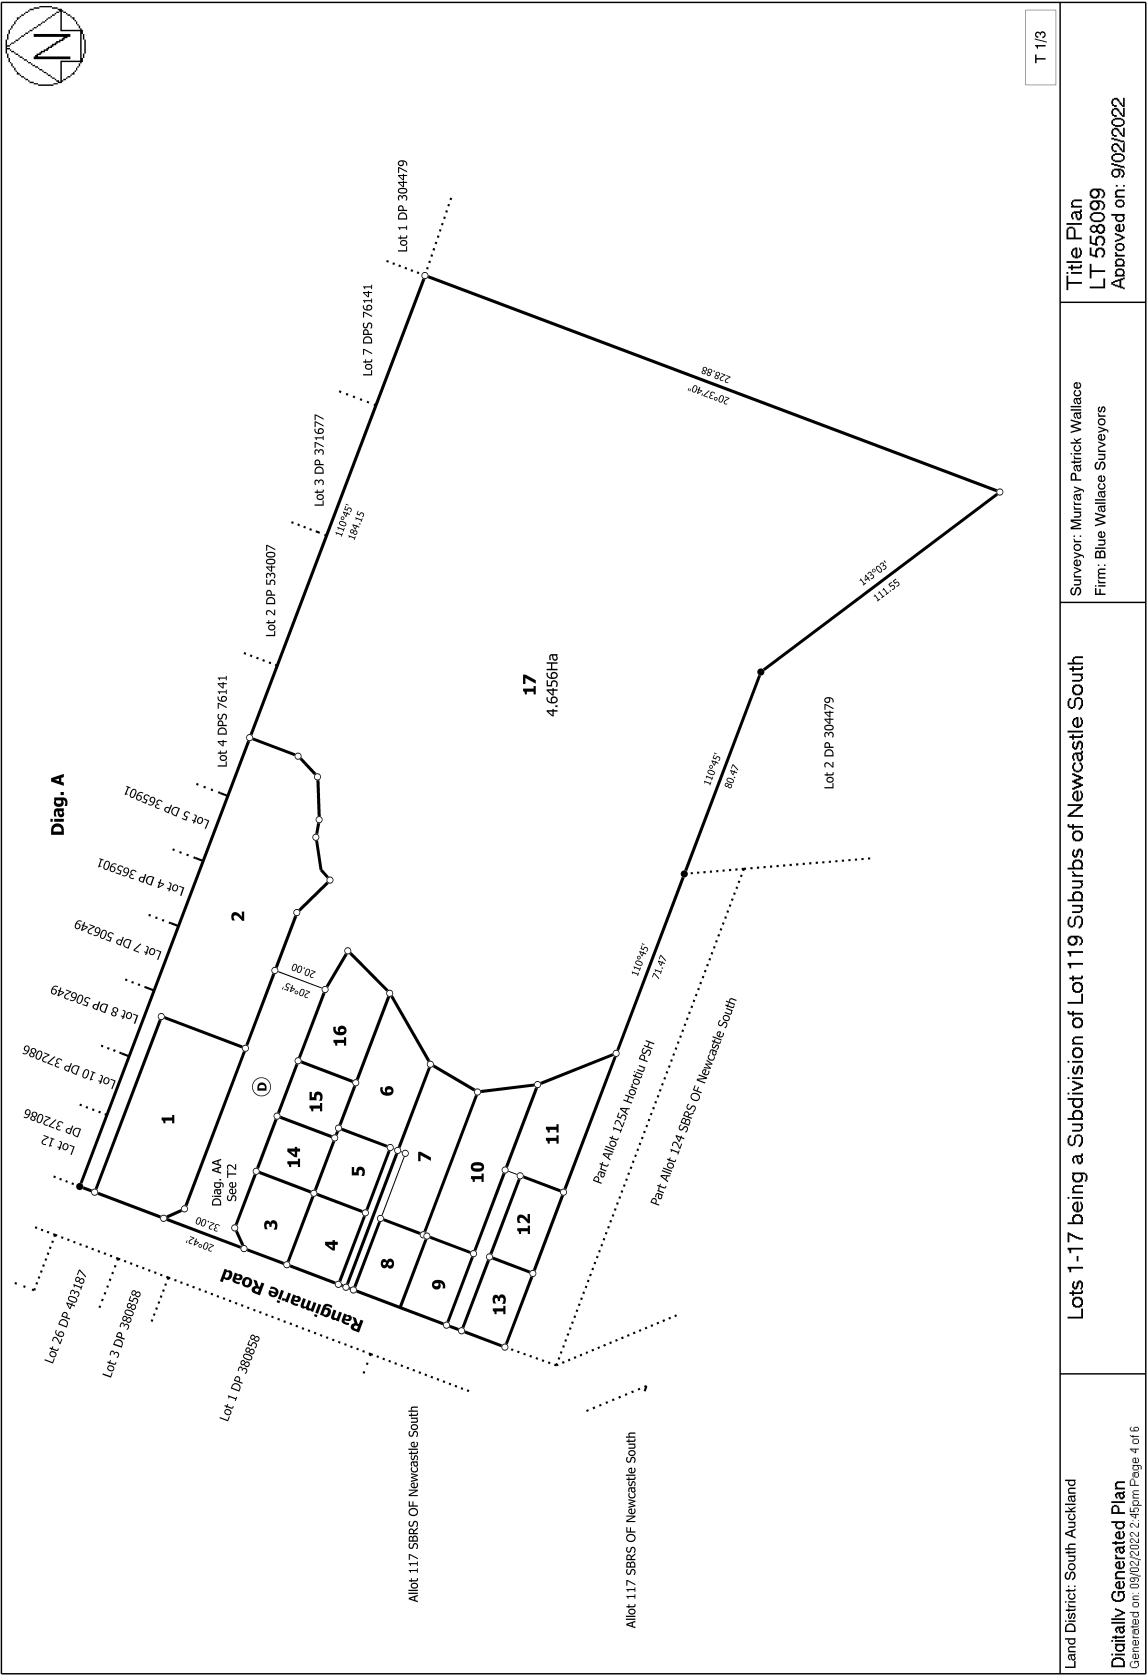 N
T 1/3
Diag. A
Lot 12
DP 372086
Lot 10 DP 372086
Lot 8 DP 506249
Lot 7 DP 506249
Lot 4 DP 365901
Lot 5 DP 365901
Lot 4 DPS 76141
Lot 2 DP 534007
Lot 3 DP 371677
Lot 7 DPS 76141
Lot 1 DP 304479
110°45'
184.15
228.88
20°37'40"
143°03'
111.55
110°45'
80.47
110°45'
71.47
Lot 2 DP 304479
17
4.6456Ha
1
2
D
20.00
20°45'
Diag. AA
See T2
32.00
20°42'
3
14
15
16
4
5
6
7
8
9
10
11
12
13
Rangimarie Road
Lot 26 DP 403187
Lot 3 DP 380858
Lot 1 DP 380858
Part Allot 125A Horotiu PSH
Part Allot 124 SBRS OF Newcastle South
Allot 117 SBRS OF Newcastle South
Allot 117 SBRS OF Newcastle South
Land District: South Auckland
Digitally Generated Plan
Generated on: 09/02/2022 2:45pm Page 4 of 6
Lots 1-17 being a Subdivision of Lot 119 Suburbs of Newcastle South
Surveyor: Murray Patrick Wallace
Firm: Blue Wallace Surveyors
Title Plan
LT 558099
Approved on: 9/02/2022